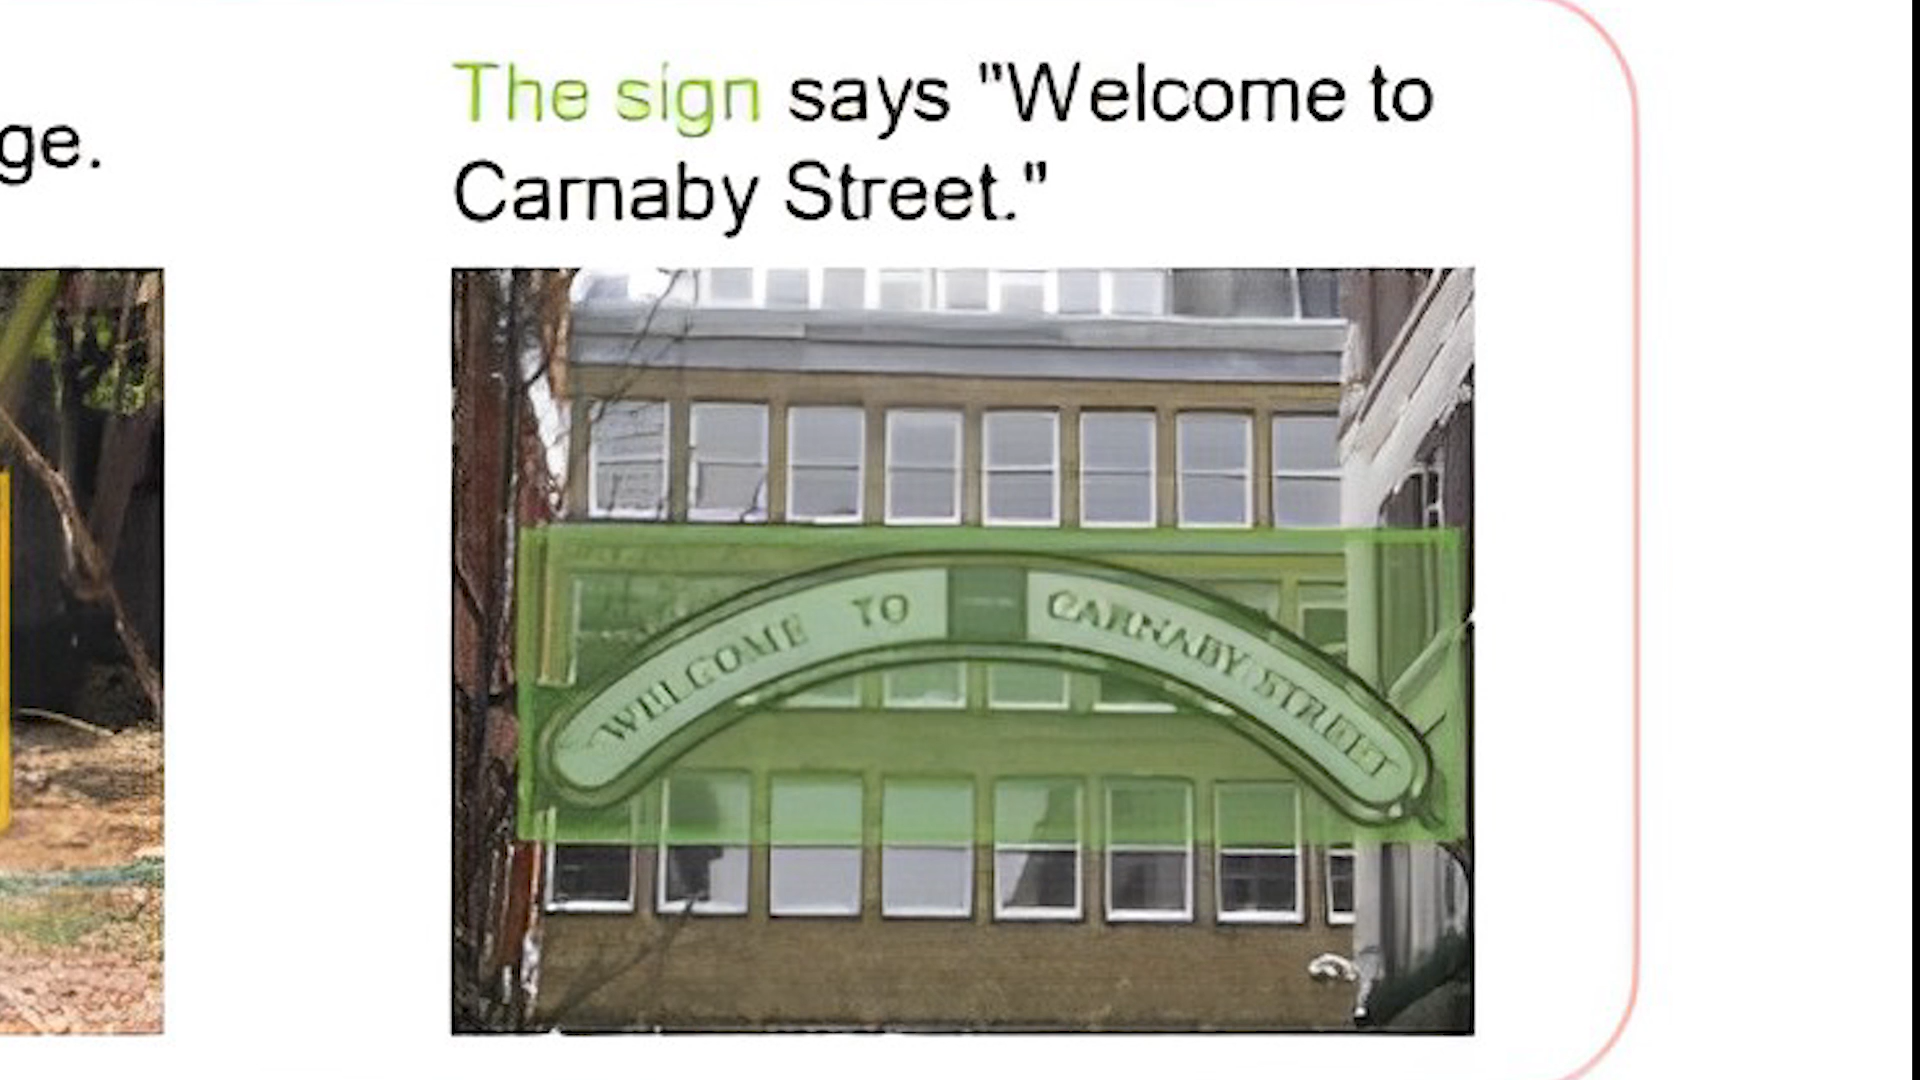 ge.
The sign says "Welcome to
Carnaby Street."
WELCOME TO CARNABY STREET